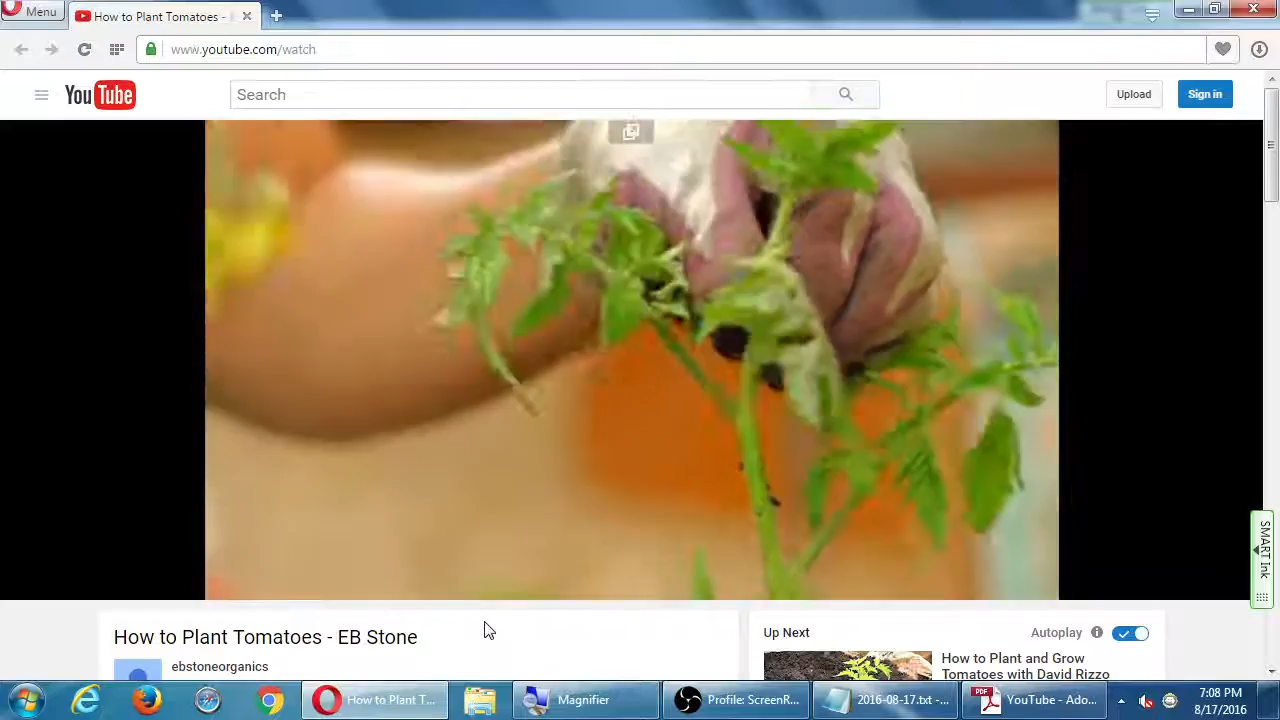 Menu
How to Plant Tomatoes -
www.youtube.com/watch
YouTube
Search
Upload
Sign in
SMART Ink
How to Plant Tomatoes - EB Stone
ebstoneorganics
Up Next
Autoplay
How to Plant and Grow
Tomatoes with David Rizzo
How to Plant T...
Magnifier
Profile: ScreenR...
2016-08-17.txt -...
PDF
YouTube - Ado...
7:08 PM
8/17/2016